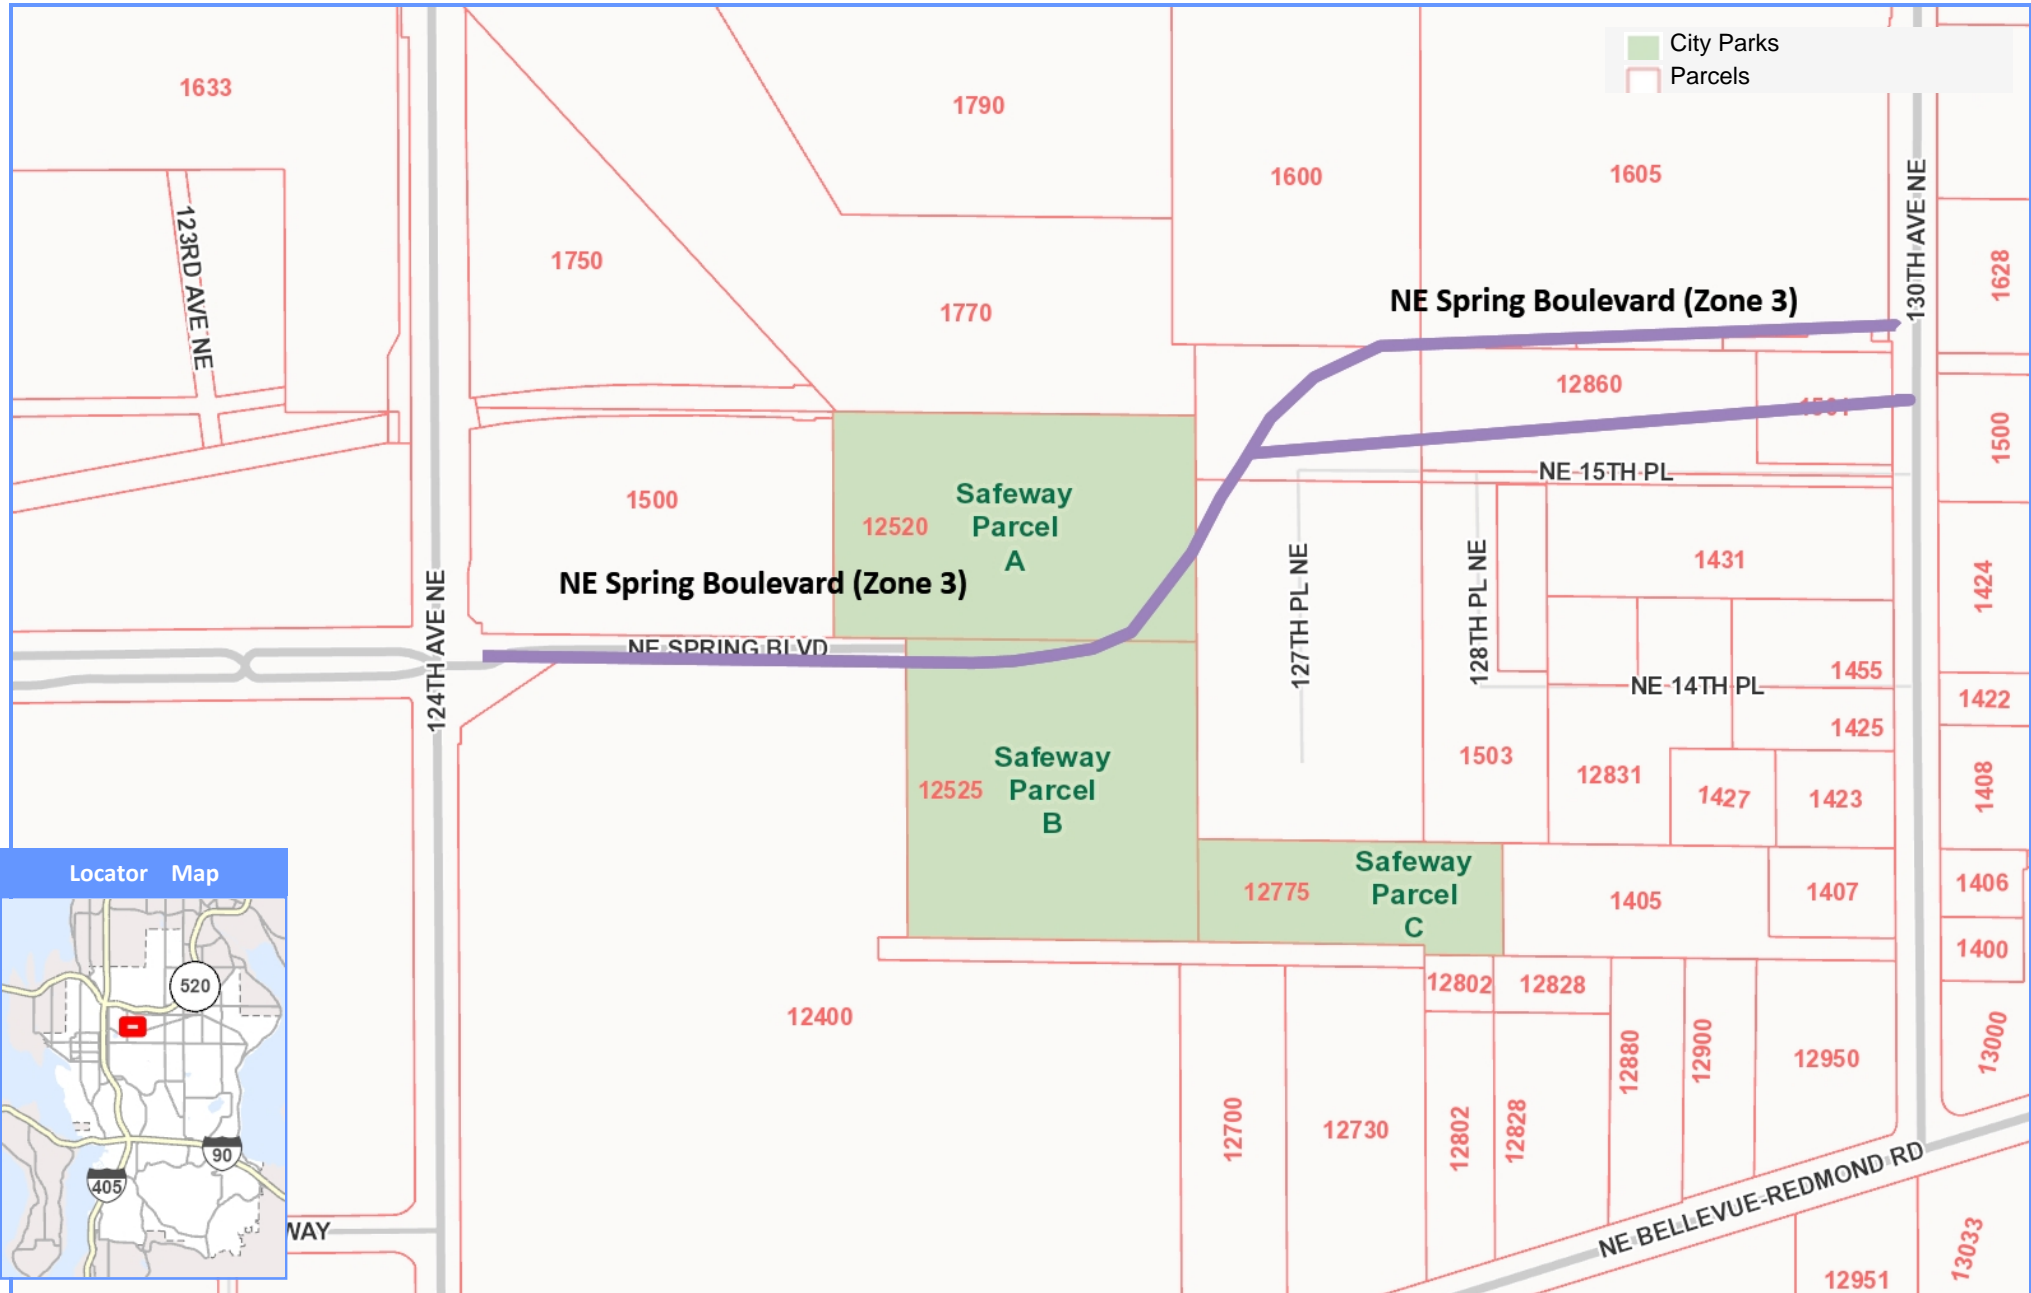 City Parks
Parcels
1633
1790
1600
1605
123RD AVE NE
1750
1770
130TH AVE NE
1628
NE Spring Boulevard (Zone 3)
12860
1500
NE 15TH PL
1500
12520
Safeway
Parcel
A
1431
1424
NE Spring Boulevard (Zone 3)
124TH AVE NE
NE SPRING BLVD
127TH PL NE
128TH PL NE
NE 14TH PL
1455
1422
1425
12525
Safeway
Parcel
B
1503
12831
1427
1423
1408
12775
Safeway
Parcel
C
1405
1407
1406
1400
12400
12802
12828
12880
12900
12950
13000
12700
12730
12802
12828
NE BELLEVUE-REDMOND RD
13033
12951
Locator Map
520
90
405
WAY